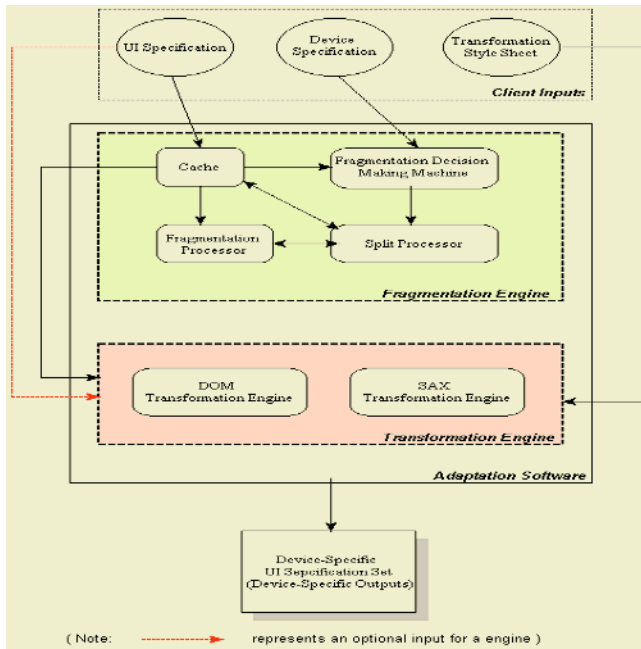 UI Specification
Device
Specification
Transformation
Style Sheet
Client Inputs
Cache
Fragmentation Decision
Making Machine
Fragmentation
Processor
Split Processor
Fragmentation Engine
DOM
Transformation Engine
SAX
Transformation Engine
Transformation Engine
Adaptation Software
Device-Specific
UI Sepcification Set
(Device-Specific Outputs)
( Note: represents an optional input for a engine )